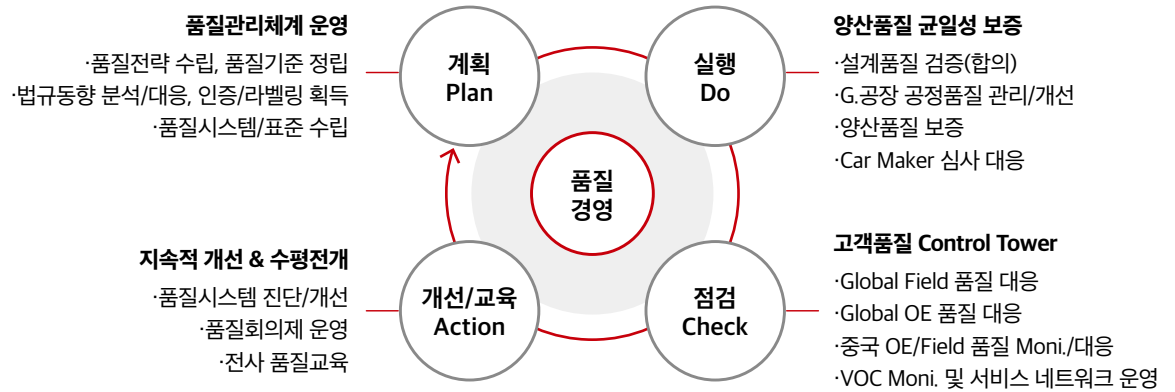 품질관리체계 운영
·품질전략 수립, 품질기준 정립
·법규동향 분석/대응, 인증/라벨링 획득
·품질시스템/표준 수립
계획
Plan
실행
Do
양산품질 균일성 보증
·설계품질 검증(합의)
·G.공장 공정품질 관리/개선
·양산품질 보증
·Car Maker 심사 대응
품질
경영
지속적 개선 & 수평전개
·품질시스템 진단/개선
·품질회의제 운영
·전사 품질교육
개선/교육
Action
점검
Check
고객품질 Control Tower
·Global Field 품질 대응
·Global OE 품질 대응
·중국 OE/Field 품질 Moni./대응
·VOC Moni. 및 서비스 네트워크 운영